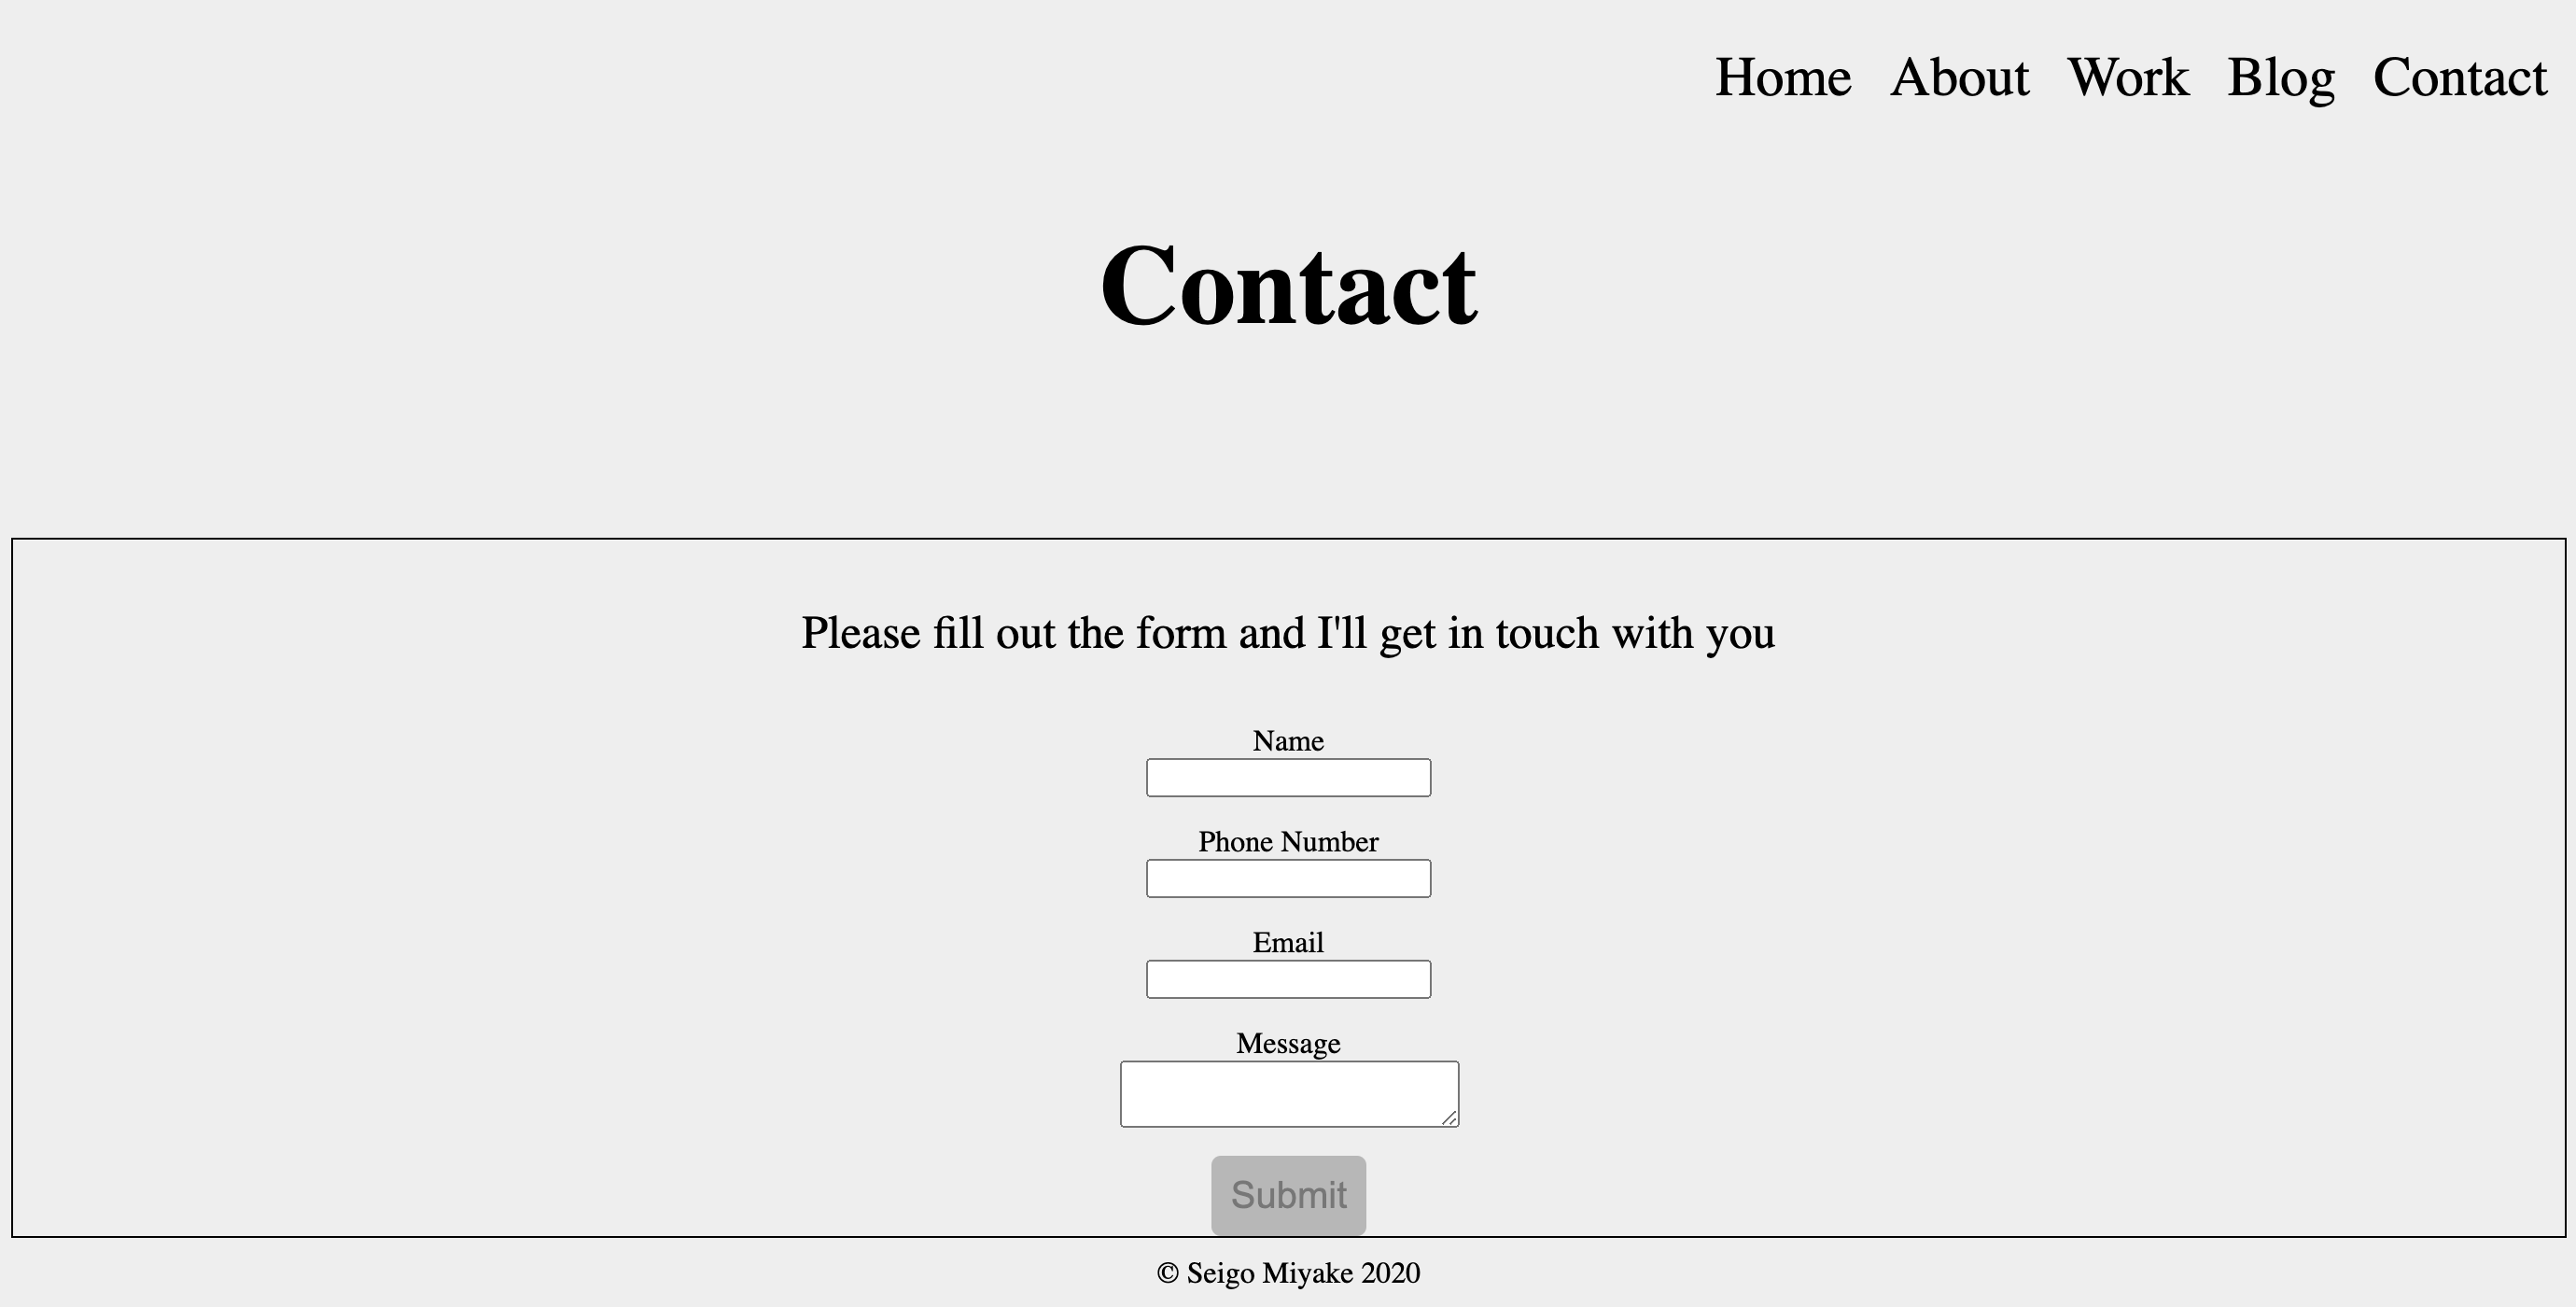 Home About Work Blog Contact
Contact
Please fill out the form and I'll get in touch with you
Name
Phone Number
Email
Message
Submit
© Seigo Miyake 2020